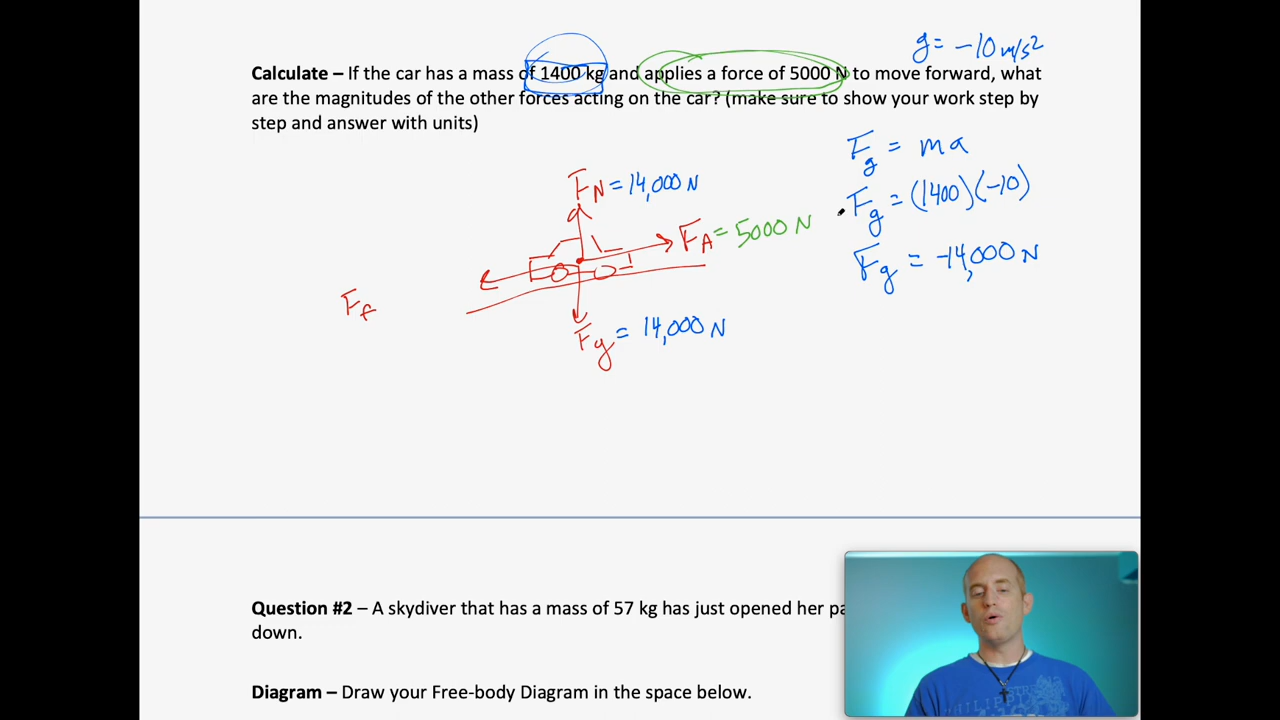 g = -10 m/s²
Calculate – If the car has a mass of 1400 kg and applies a force of 5000 N to move forward, what
are the magnitudes of the other forces acting on the car? (make sure to show your work step by
step and answer with units)
Fg = ma
FN = 14,000 N
Fg = (1400)(-10)
FA = 5000 N
Fg = -14,000 N
Ff
Fg = 14,000 N
Question #2 – A skydiver that has a mass of 57 kg has just opened her
down.
Diagram – Draw your Free-body Diagram in the space below.